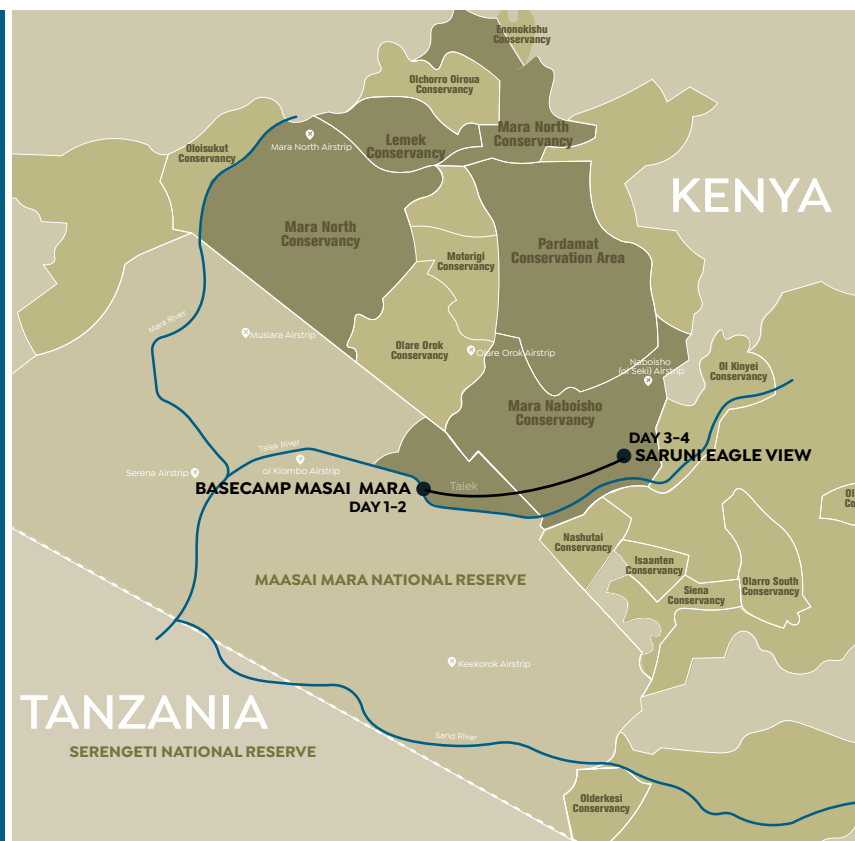 Enonokishu
Conservancy
Olchorro Oiroua
Conservancy
Mara North
Conservancy
Lemek
Conservancy
Mara North Airstrip
Oloisukut
Conservancy
KENYA
Mara North
Conservancy
Pardamat
Conservation Area
Motorigi
Conservancy
Mara River
Musiara Airstrip
Olare Orok
Conservancy
Olare Orok Airstrip
Naboisho
(ol Seki) Airstrip
Ol Kinyei
Conservancy
Mara Naboisho
Conservancy
DAY 3-4
SARUNI EAGLE VIEW
Talek River
Serena Airstrip
ol Kiombo Airstrip
BASECAMP MASAI MARA
DAY 1-2
Talek
Ol
Co
Nashutai
Conservancy
Isaanten
Conservancy
Siena
Conservancy
Olarro South
Conservancy
MAASAI MARA NATIONAL RESERVE
Keekorok Airstrip
TANZANIA
SERENGETI NATIONAL RESERVE
Sand River
Olderkesi
Conservancy